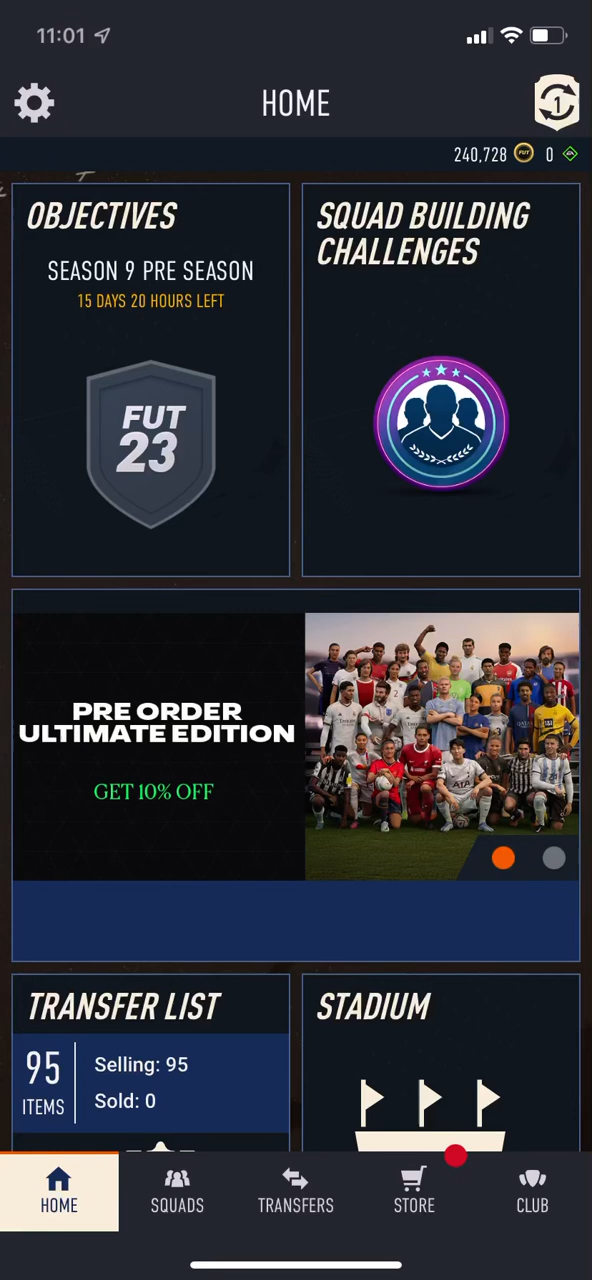 11:01
HOME
1
240,728 FUT 0
OBJECTIVES
SEASON 9 PRE SEASON
15 DAYS 20 HOURS LEFT
FUT
23
SQUAD BUILDING
CHALLENGES
PRE ORDER
ULTIMATE EDITION
GET 10% OFF
TRANSFER LIST
95
ITEMS
Selling: 95
Sold: 0
STADIUM
HOME
SQUADS
TRANSFERS
STORE
CLUB